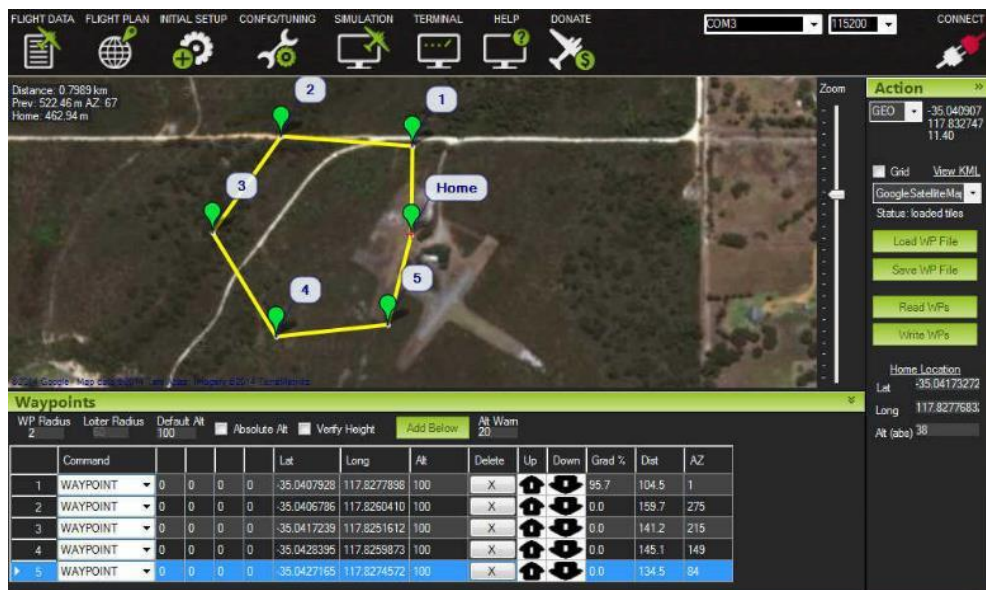 FLIGHT DATA FLIGHT PLAN INITIAL SETUP CONFIG/TUNING SIMULATION TERMINAL HELP DONATE COM3 115200 CONNECT
Distance: 0.7989 km
Prev: 522.46 m AZ: 67
Home: 462.94 m
2
1
3
Home
4
5
Zoom
Action
GEO -35.040907
117.832747
11.40
Grid View KML
GoogleSatelliteMap
Status: loaded tiles
Load WP File
Save WP File
Read WPs
Write WPs
Home Location
Lat -35.04173272
Long 117.8277683
Alt (abs) 38
Waypoints
WP Radius Loiter Radius Default Alt Absolute Alt Verify Height Add Below Alt Warn
2 100 20
Command Lat Long Alt Delete Up Down Grad % Dist AZ
1 WAYPOINT 0 0 0 0 -35.0407928 117.8277898 100 X 95.7 104.5 1
2 WAYPOINT 0 0 0 0 -35.0406786 117.8260410 100 X 0.0 159.7 275
3 WAYPOINT 0 0 0 0 -35.0417239 117.8251612 100 X 0.0 141.2 215
4 WAYPOINT 0 0 0 0 -35.0428395 117.8259873 100 X 0.0 145.1 149
5 WAYPOINT 0 0 0 0 -35.0427165 117.8274572 100 X 0.0 134.5 84